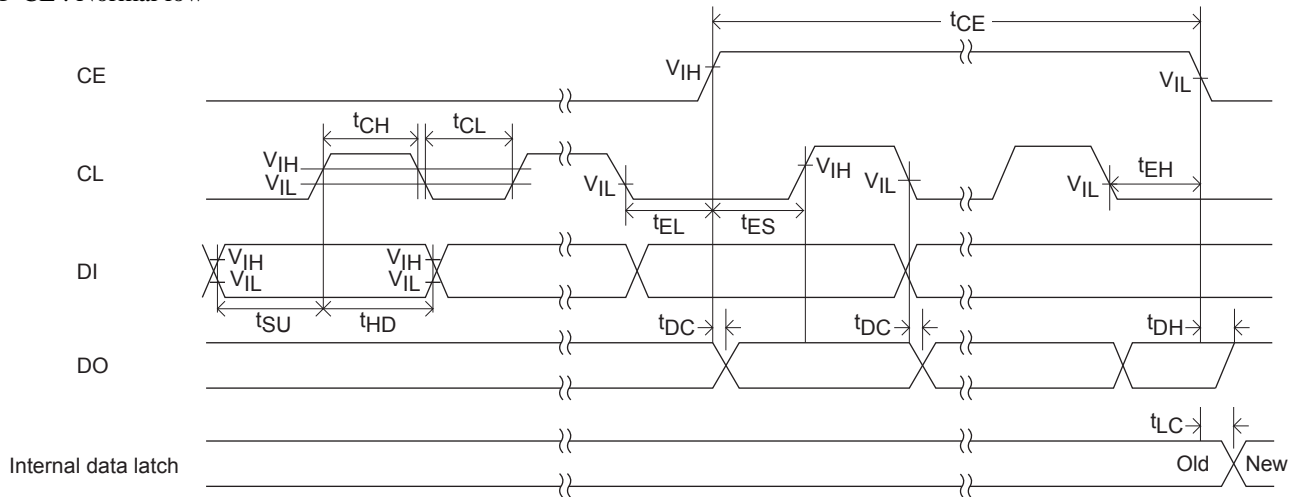 tCE
CE
VIH
VIL
tCH
tCL
CL
VIH
VIL
VIL
VIH
VIL
VIL
tEH
tEL
tES
DI
VIH
VIL
VIH
VIL
tSU
tHD
tDC
tDC
tDH
DO
tLC
Internal data latch
Old
New